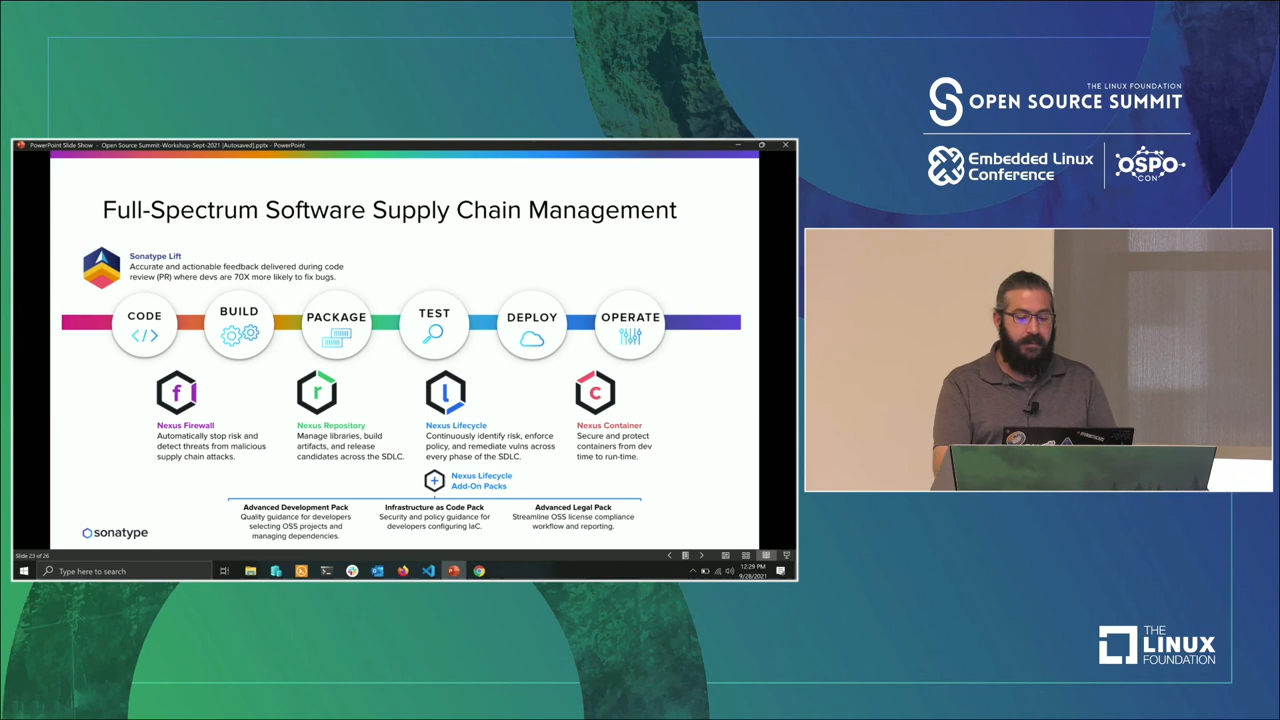 THE LINUX FOUNDATION
OPEN SOURCE SUMMIT
Embedded Linux
Conference
OSPO
CON
PowerPoint Slide Show - Open Source Summit-Workshop-Sept-2021 [Autosaved].pptx - PowerPoint
Full-Spectrum Software Supply Chain Management
Sonatype Lift
Accurate and actionable feedback delivered during code
review (PR) where devs are 70X more likely to fix bugs.
CODE
</>
BUILD
PACKAGE
TEST
DEPLOY
OPERATE
f
r
l
c
Nexus Firewall
Automatically stop risk and
detect threats from malicious
supply chain attacks.
Nexus Repository
Manage libraries, build
artifacts, and release
candidates across the SDLC.
Nexus Lifecycle
Continuously identify risk, enforce
policy, and remediate vulns across
every phase of the SDLC.
Nexus Container
Secure and protect
containers from dev
time to run-time.
+
Nexus Lifecycle
Add-On Packs
Advanced Development Pack
Quality guidance for developers
selecting OSS projects and
managing dependencies.
Infrastructure as Code Pack
Security and policy guidance for
developers configuring IaC.
Advanced Legal Pack
Streamline OSS license compliance
workflow and reporting.
sonatype
Slide 23 of 26
Type here to search
12:29 PM
9/28/2021
THE
LINUX
FOUNDATION